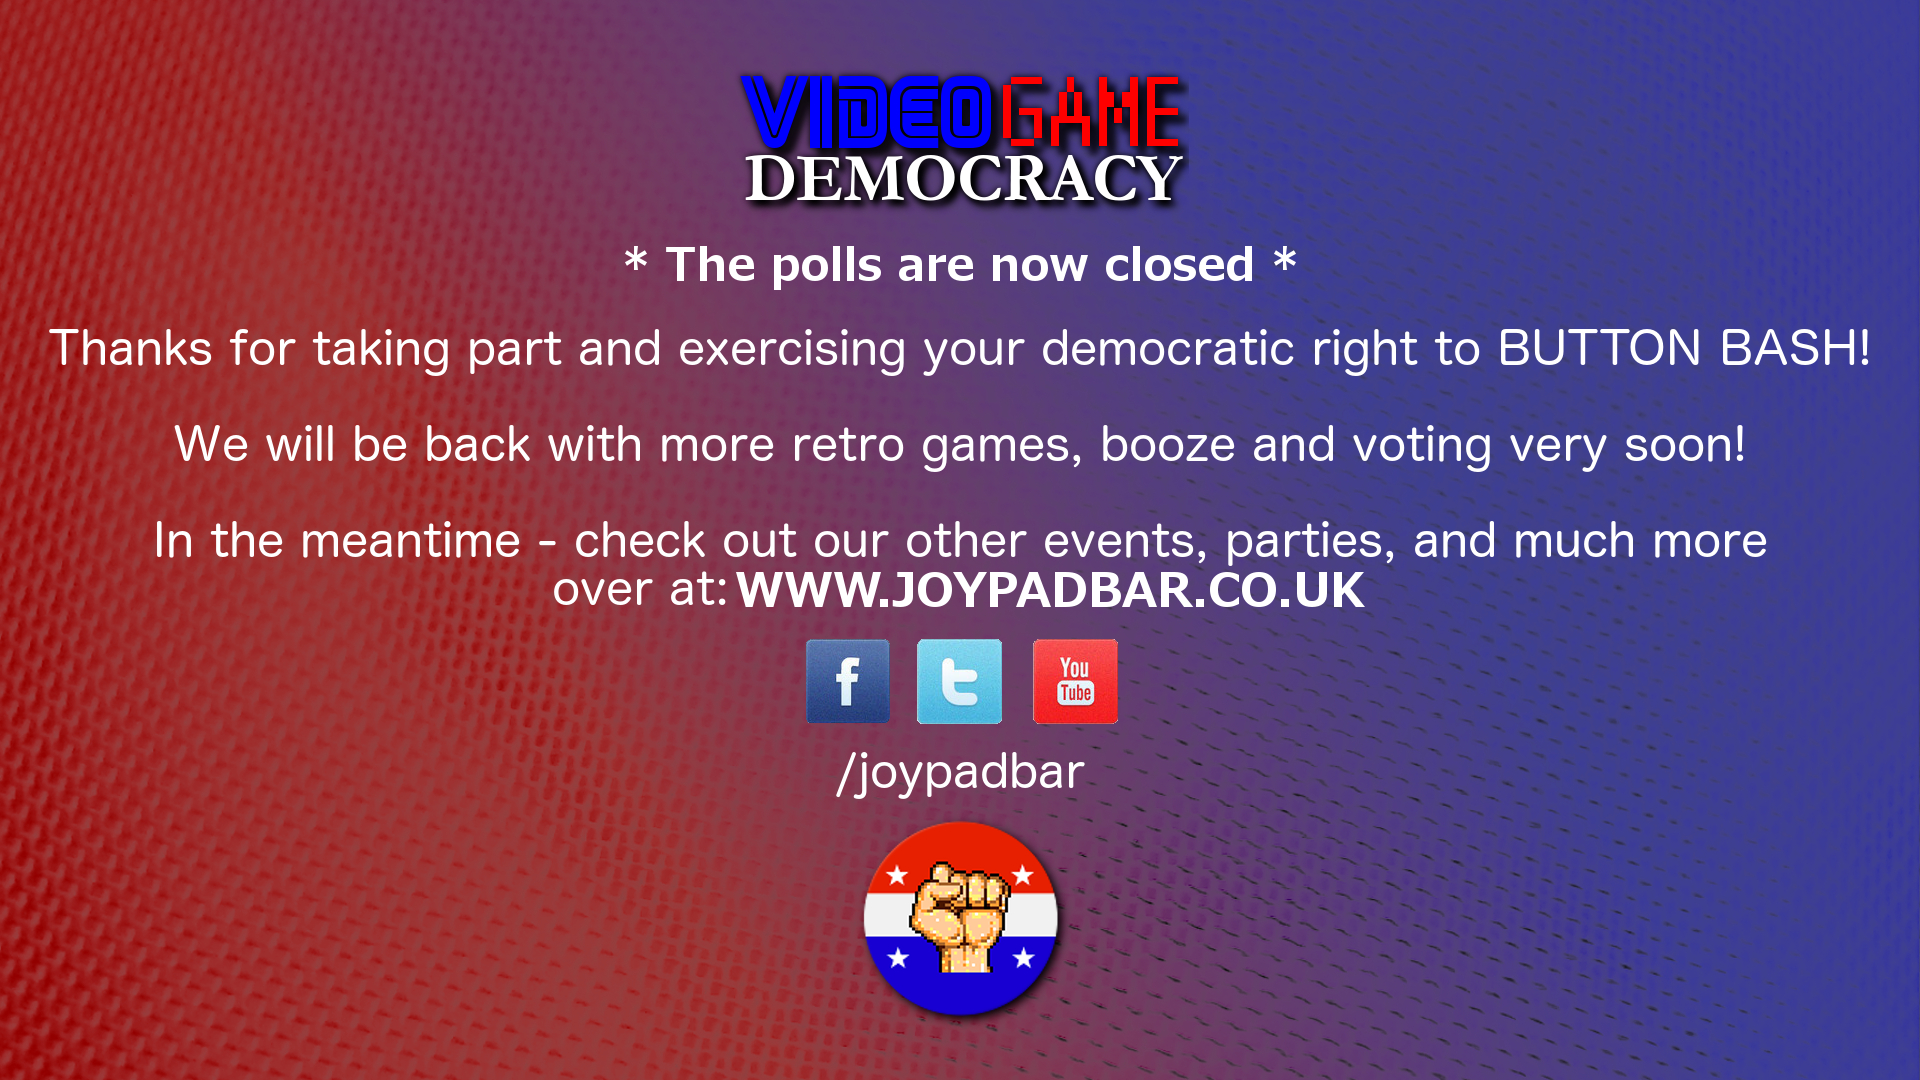 VIDEOGAME
DEMOCRACY
* The polls are now closed *
Thanks for taking part and exercising your democratic right to BUTTON BASH!
We will be back with more retro games, booze and voting very soon!
In the meantime - check out our other events, parties, and much more
over at: WWW.JOYPADBAR.CO.UK
f t You Tube
/joypadbar